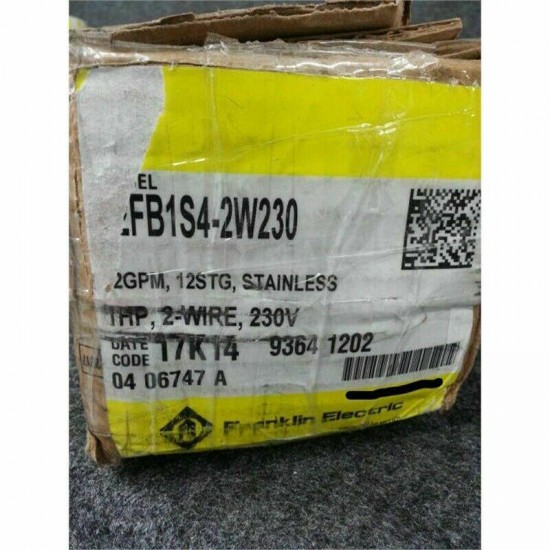 EL
FB1S4-2W230
2GPM, 12STG, STAINLESS
1HP, 2-WIRE, 230V
DATE CODE 17K14 9364 1202
04 06747 A
Franklin Electric